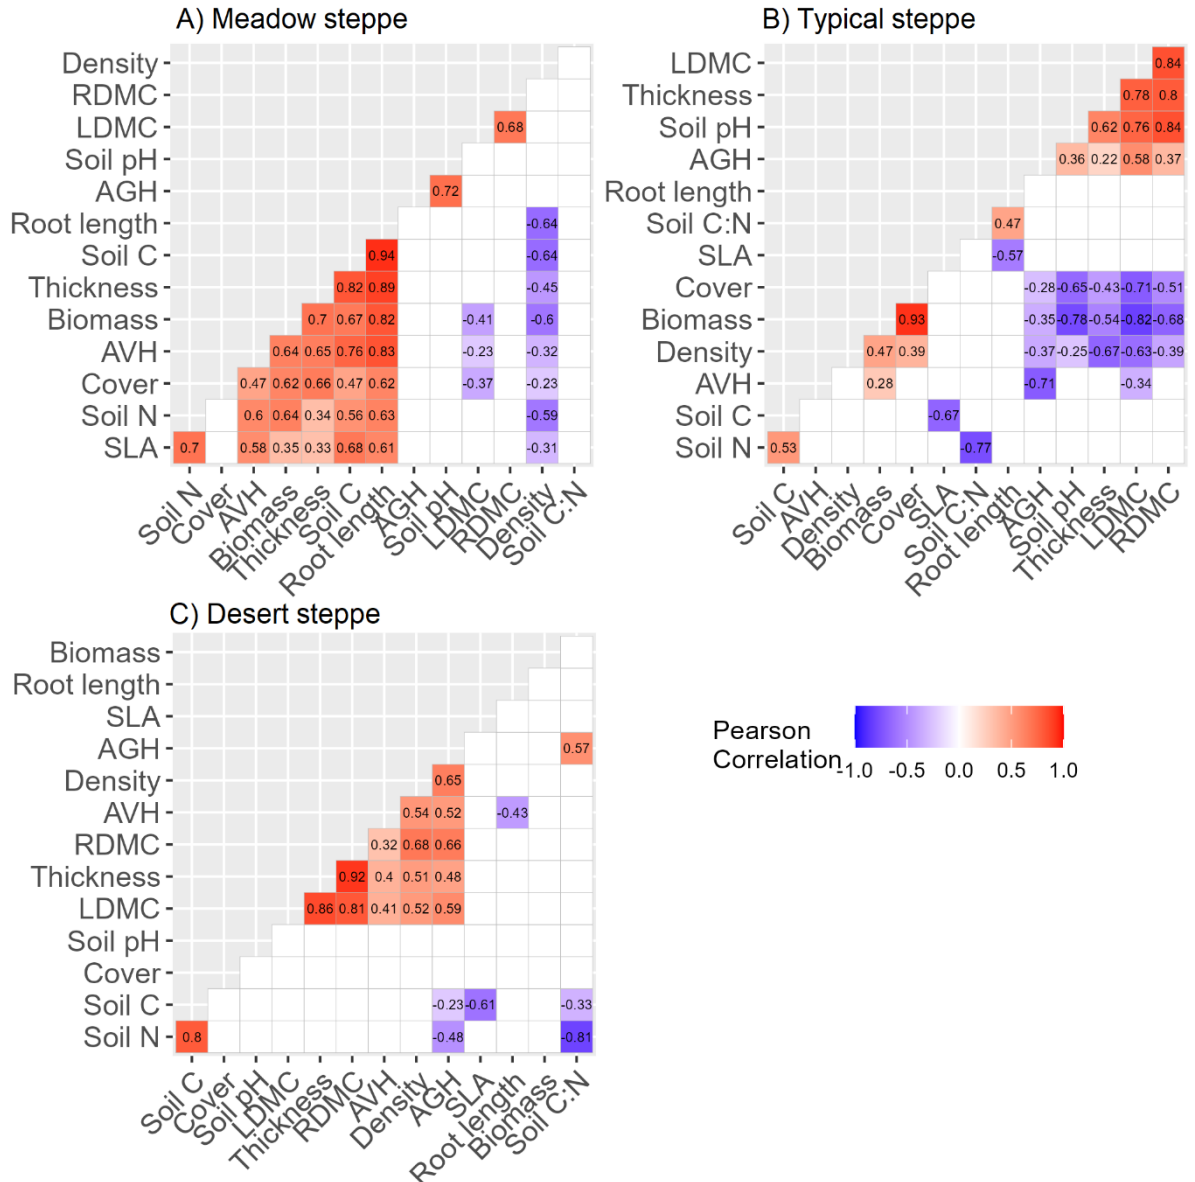 A) Meadow steppe
Density
RDMC
LDMC 0.68
Soil pH
AGH 0.72
Root length -0.64
Soil C 0.94 -0.64
Thickness 0.82 0.89 -0.45
Biomass 0.7 0.67 0.82 -0.41 -0.6
AVH 0.64 0.65 0.76 0.83 -0.23 -0.32
Cover 0.47 0.62 0.66 0.47 0.62 -0.37 -0.23
Soil N 0.6 0.64 0.34 0.56 0.63 -0.59
SLA 0.7 0.58 0.35 0.33 0.68 0.61 -0.31
Soil N Cover AVH Biomass Thickness Soil C Root length AGH Soil pH LDMC RDMC Density Soil C:N
B) Typical steppe
LDMC 0.84
Thickness 0.78 0.8
Soil pH 0.62 0.76 0.84
AGH 0.36 0.22 0.58 0.37
Root length
Soil C:N 0.47
SLA -0.57
Cover -0.28 -0.65 -0.43 -0.71 -0.51
Biomass 0.93 -0.35 -0.78 -0.54 -0.82 -0.68
Density 0.47 0.39 -0.37 -0.25 -0.67 -0.63 -0.39
AVH 0.28 -0.71 -0.34
Soil C -0.67
Soil N 0.53 -0.77
Soil C AVH Density Biomass Cover SLA Soil C:N Root length AGH Soil pH Thickness LDMC RDMC
C) Desert steppe
Biomass
Root length
SLA
AGH 0.57
Density 0.65
AVH 0.54 0.52 -0.43
RDMC 0.32 0.68 0.66
Thickness 0.92 0.4 0.51 0.48
LDMC 0.86 0.81 0.41 0.52 0.59
Soil pH
Cover
Soil C -0.23 -0.61 -0.33
Soil N 0.8 -0.48 -0.81
Soil C Cover Soil pH LDMC Thickness RDMC AVH Density AGH SLA Root length Biomass Soil C:N
Pearson
Correlation
-1.0 -0.5 0.0 0.5 1.0